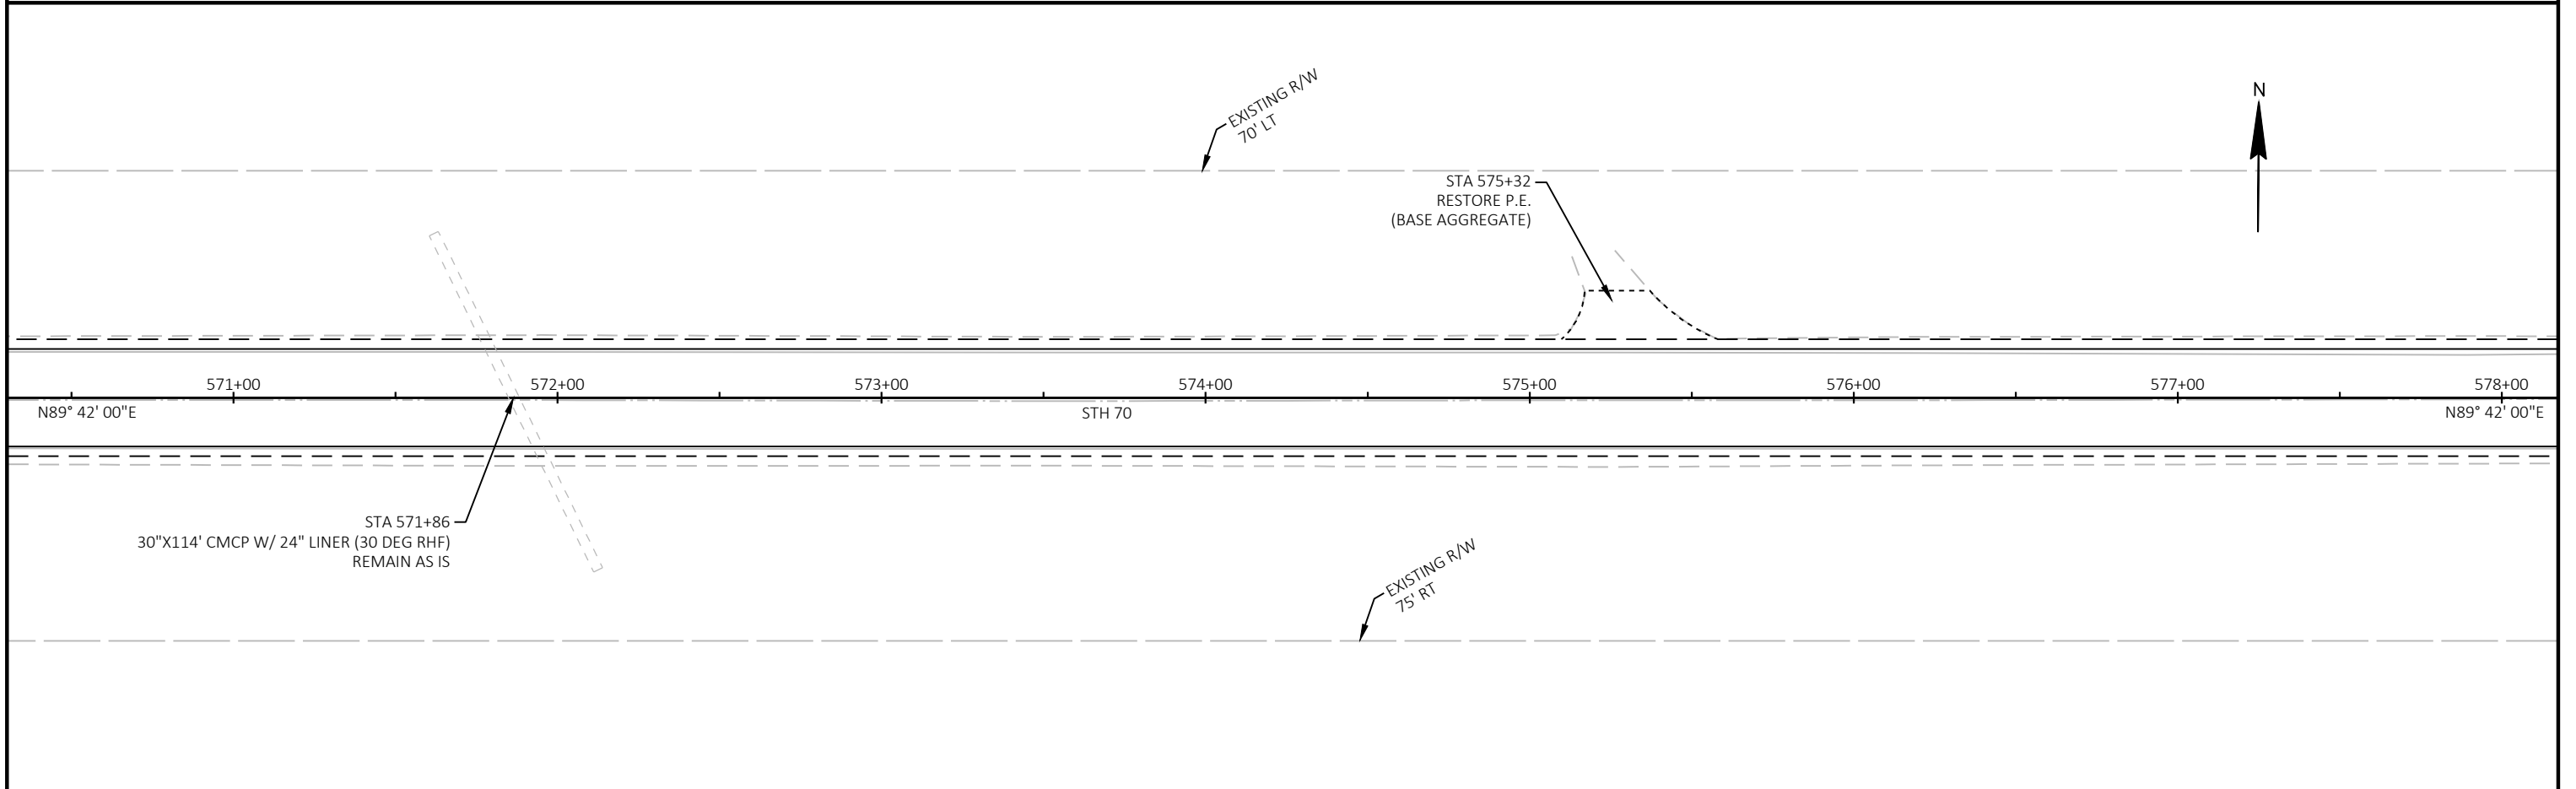 EXISTING R/W
70' LT
N
STA 575+32
RESTORE P.E.
(BASE AGGREGATE)
571+00
572+00
573+00
574+00
575+00
576+00
577+00
578+00
N89° 42' 00"E
STH 70
N89° 42' 00"E
STA 571+86
30"X114' CMCP W/ 24" LINER (30 DEG RHF)
REMAIN AS IS
EXISTING R/W
75' RT